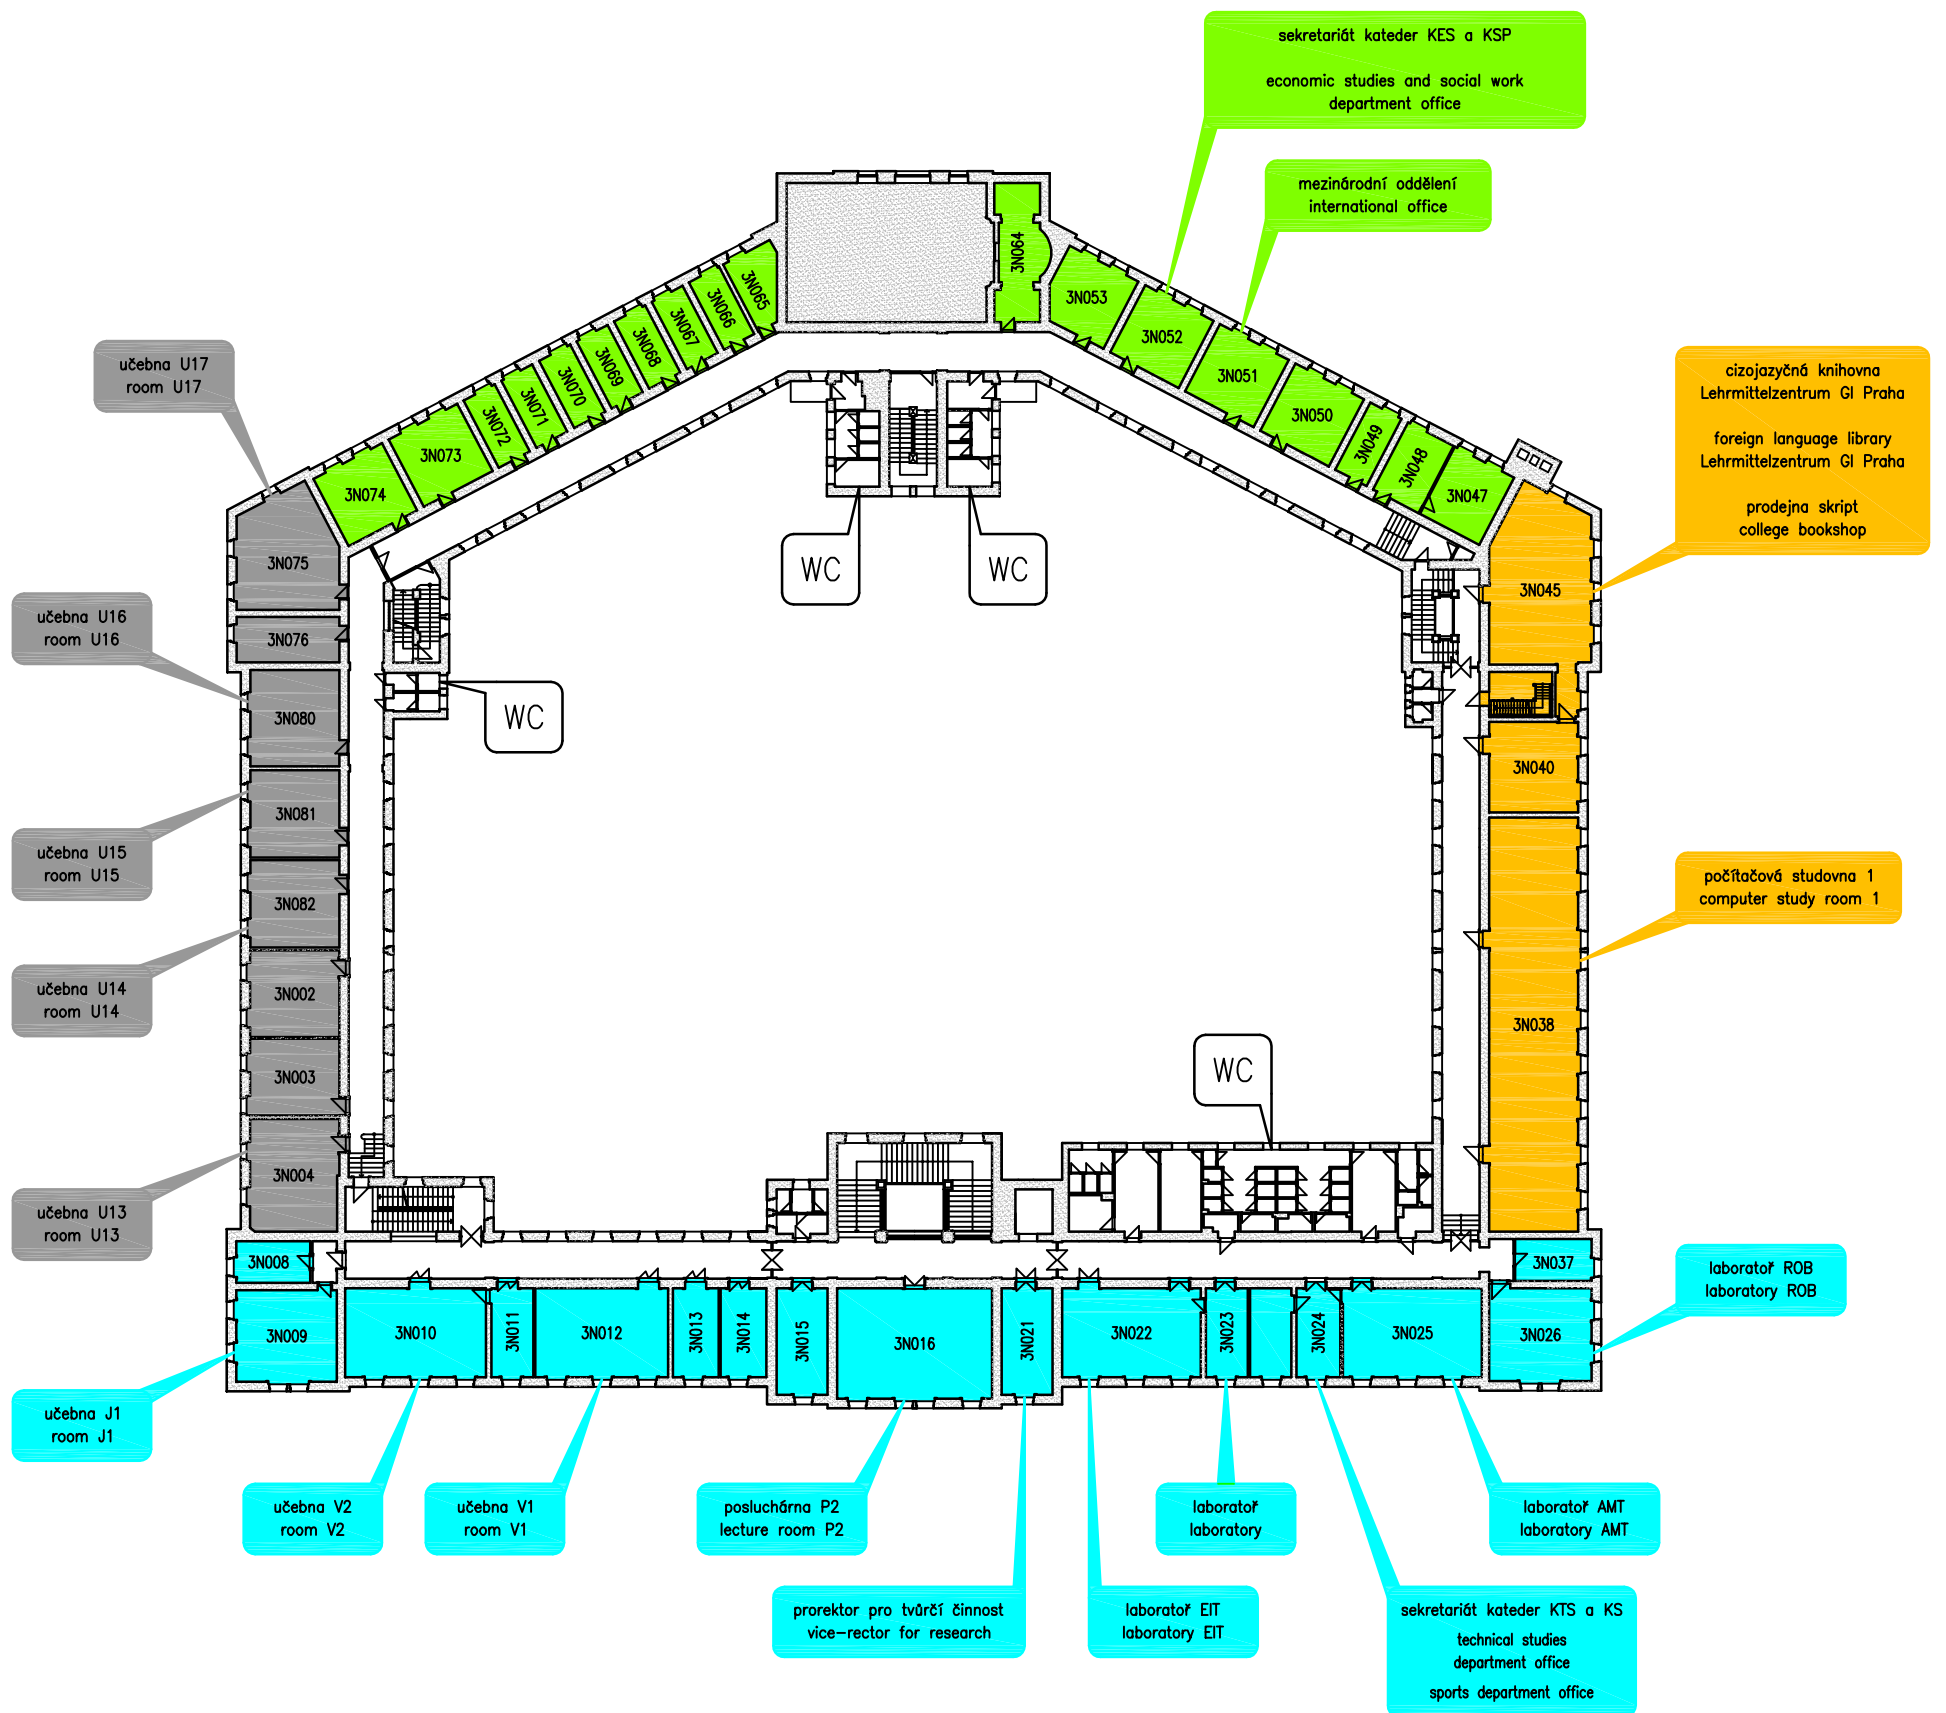 sekretariát kateder KES a KSP
economic studies and social work
department office
mezinárodní oddělení
international office
3N064
3N065
3N066
3N067
3N068
3N069
3N070
3N071
3N072
3N073
3N074
3N053
3N052
3N051
3N050
3N049
3N048
3N047
učebna U17
room U17
cizojazyčná knihovna
Lehrmittelzentrum GI Praha
foreign language library
Lehrmittelzentrum GI Praha
prodejna skript
college bookshop
WC
WC
3N075
3N045
učebna U16
room U16
3N076
3N080
WC
3N040
3N081
učebna U15
room U15
3N082
počítačová studovna 1
computer study room 1
učebna U14
room U14
3N002
3N038
3N003
WC
3N004
učebna U13
room U13
3N008
3N037
laboratoř ROB
laboratory ROB
3N009
3N010
3N011
3N012
3N013
3N014
3N015
3N016
3N021
3N022
3N023
3N024
3N025
3N026
učebna J1
room J1
učebna V2
room V2
učebna V1
room V1
posluchárna P2
lecture room P2
laboratoř
laboratory
laboratoř AMT
laboratory AMT
prorektor pro tvůrčí činnost
vice-rector for research
laboratoř EIT
laboratory EIT
sekretariát kateder KTS a KS
technical studies
department office
sports department office